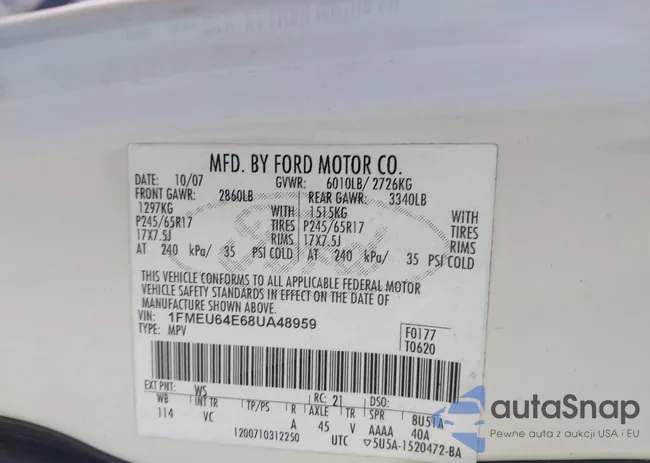 MFD. BY FORD MOTOR CO.
DATE: 10/07 GVWR: 6010LB/ 2726KG
FRONT GAWR: 2860LB REAR GAWR: 3340LB
1297KG WITH 1515KG WITH
P245/65R17 TIRES P245/65R17 TIRES
17X7.5J RIMS 17X7.5J RIMS
AT 240 kPa/ 35 PSI COLD AT 240 kPa/ 35 PSI COLD
THIS VEHICLE CONFORMS TO ALL APPLICABLE FEDERAL MOTOR
VEHICLE SAFETY STANDARDS IN EFFECT ON THE DATE OF
MANUFACTURE SHOWN ABOVE.
VIN: 1FMEU64E68UA48959
TYPE: MPV
F0177
T0620
EXT PNT: WS RC: 21 DSO:
WB INT TR TP/PS R AXLE TR SPR 8U5TA
114 VC A 45 V AAAA 40A
1200710312250 UTC ▽5U5A-1520472-BA
Ford
autoSnap
Pewne auta z aukcji USA i EU